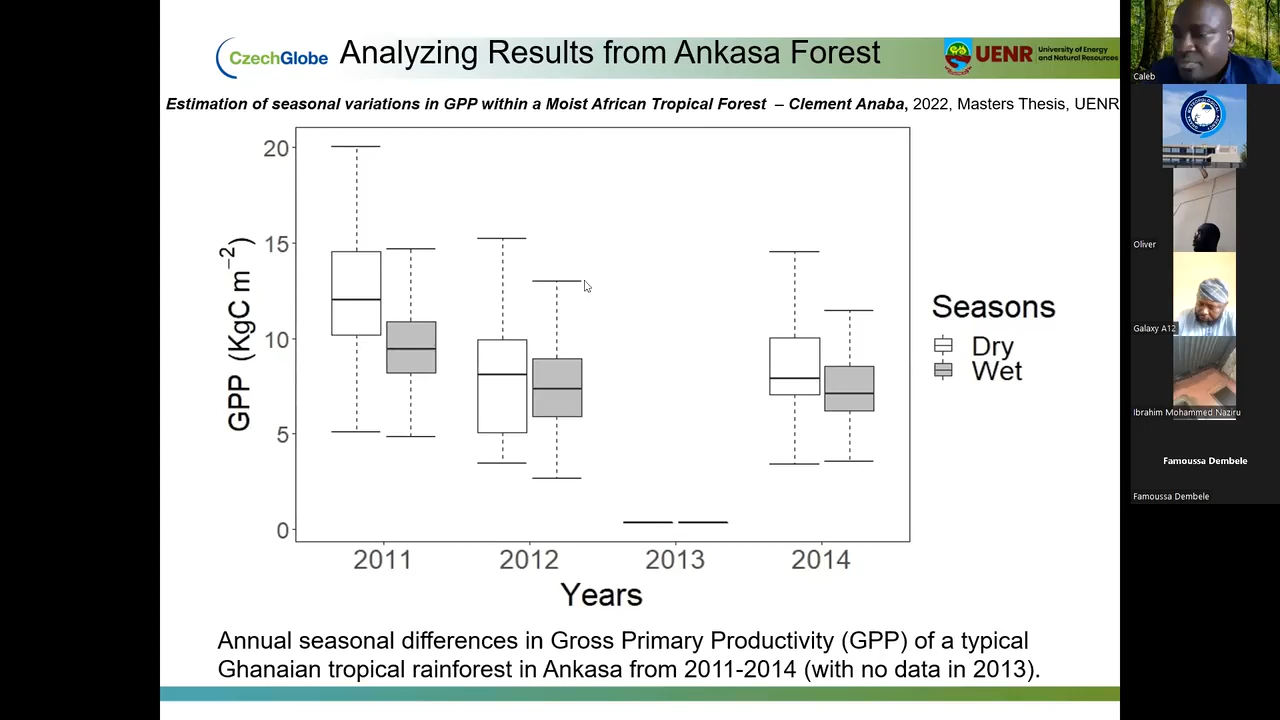 CzechGlobe
Analyzing Results from Ankasa Forest
UENR
University of Energy
and Natural Resources
Estimation of seasonal variations in GPP within a Moist African Tropical Forest – Clement Anaba, 2022, Masters Thesis, UENR
20
15
10
5
0
GPP (KgC m−2)
2011
2012
2013
2014
Years
Seasons
Dry
Wet
Annual seasonal differences in Gross Primary Productivity (GPP) of a typical
Ghanaian tropical rainforest in Ankasa from 2011-2014 (with no data in 2013).
Caleb
Oliver
Galaxy A12
Ibrahim Mohammed Naziru
Famoussa Dembele
Famoussa Dembele